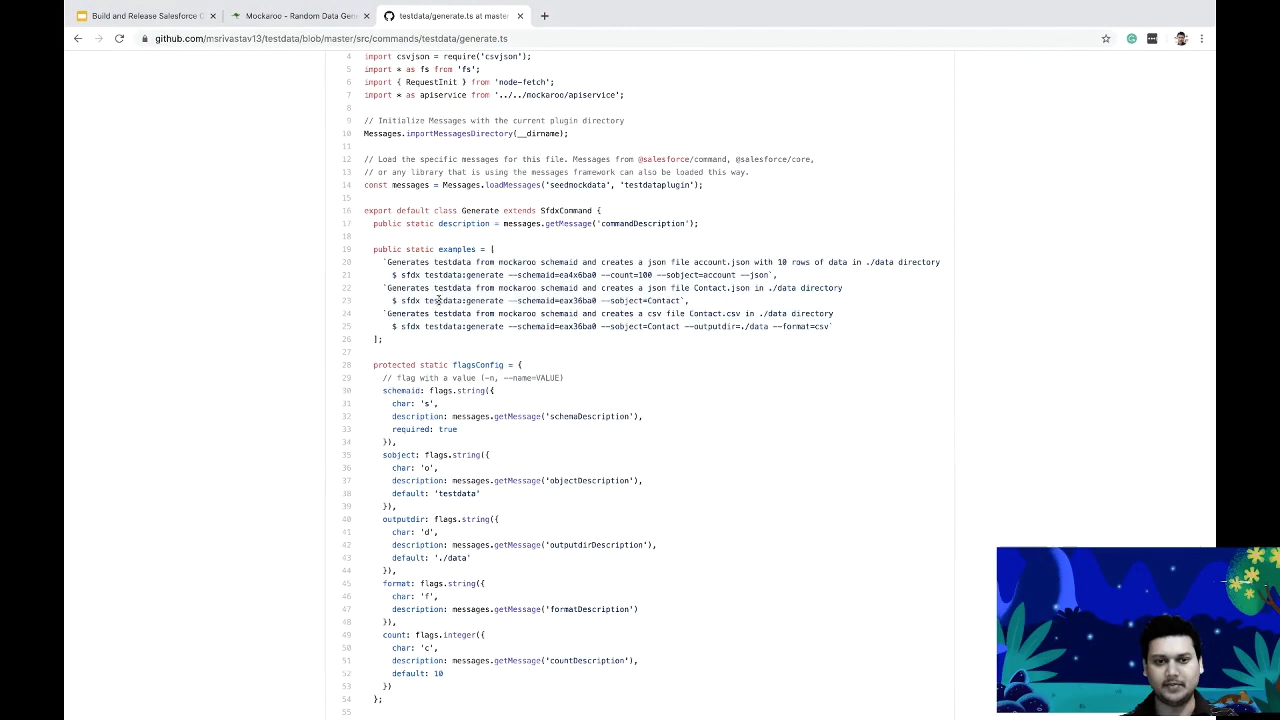 Build and Release Salesforce C
Mockaroo - Random Data Gene
testdata/generate.ts at master
github.com/msrivastav13/testdata/blob/master/src/commands/testdata/generate.ts
4 import csvjson = require('csvjson');
5 import * as fs from 'fs';
6 import { RequestInit } from 'node-fetch';
7 import * as apiservice from '../../mockaroo/apiservice';
8
9 // Initialize Messages with the current plugin directory
10 Messages.importMessagesDirectory(__dirname);
11
12 // Load the specific messages for this file. Messages from @salesforce/command, @salesforce/core,
13 // or any library that is using the messages framework can also be loaded this way.
14 const messages = Messages.loadMessages('seednockdata', 'testdataplugin');
15
16 export default class Generate extends SfdxCommand {
17 public static description = messages.getMessage('commandDescription');
18
19 public static examples = [
20 `Generates testdata from mockaroo schemaid and creates a json file account.json with 10 rows of data in ./data directory
21 $ sfdx testdata:generate --schemaid=ea4x6ba0 --count=100 --sobject=account --json`,
22 `Generates testdata from mockaroo schemaid and creates a json file Contact.json in ./data directory
23 $ sfdx testdata:generate --schemaid=eax36ba0 --sobject=Contact`,
24 `Generates testdata from mockaroo schemaid and creates a csv file Contact.csv in ./data directory
25 $ sfdx testdata:generate --schemaid=eax36ba0 --sobject=Contact --outputdir=./data --format=csv`
26 ];
27
28 protected static flagsConfig = {
29 // flag with a value (-n, --name=VALUE)
30 schemaid: flags.string({
31 char: 's',
32 description: messages.getMessage('schemaDescription'),
33 required: true
34 }),
35 sobject: flags.string({
36 char: 'o',
37 description: messages.getMessage('objectDescription'),
38 default: 'testdata'
39 }),
40 outputdir: flags.string({
41 char: 'd',
42 description: messages.getMessage('outputdirDescription'),
43 default: './data'
44 }),
45 format: flags.string({
46 char: 'f',
47 description: messages.getMessage('formatDescription')
48 }),
49 count: flags.integer({
50 char: 'c',
51 description: messages.getMessage('countDescription'),
52 default: 10
53 })
54 };
55